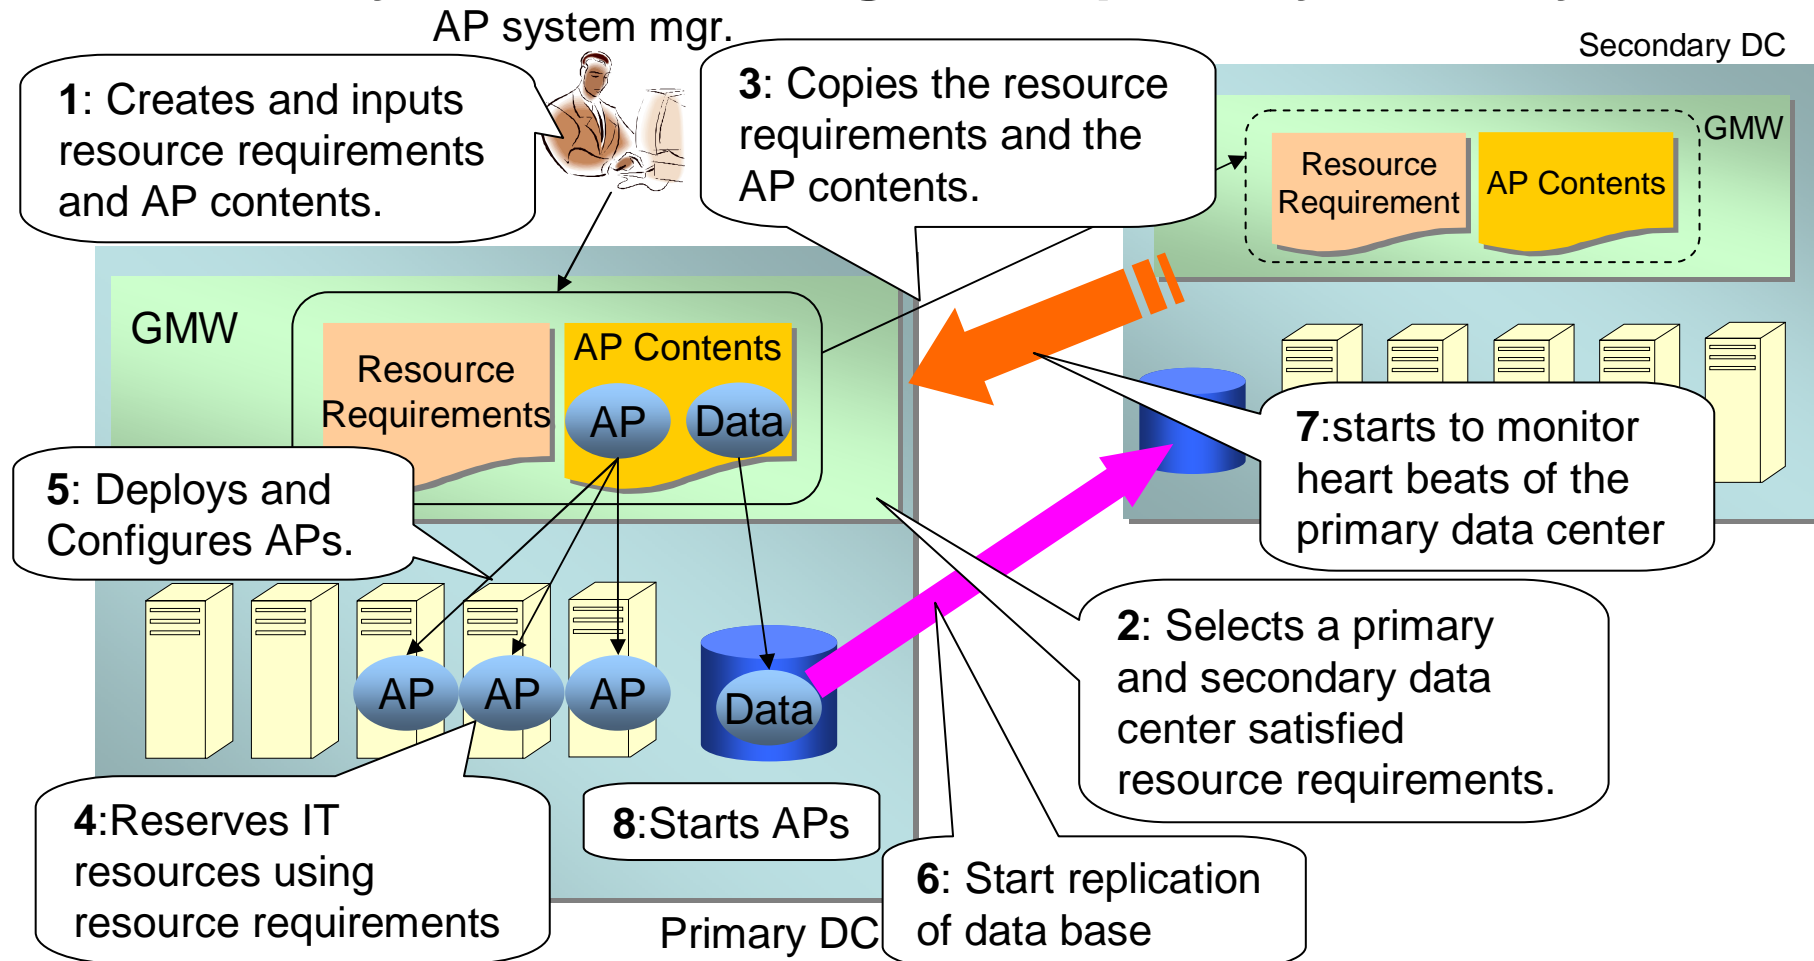 AP system mgr.
Secondary DC
1: Creates and inputs
resource requirements
and AP contents.
3: Copies the resource
requirements and the
AP contents.
GMW
Resource
Requirement
AP Contents
GMW
Resource
Requirements
AP Contents
AP
Data
5: Deploys and
Configures APs.
7:starts to monitor
heart beats of the
primary data center
2: Selects a primary
and secondary data
center satisfied
resource requirements.
AP
AP
AP
Data
4:Reserves IT
resources using
resource requirements
8:Starts APs
6: Start replication
of data base
Primary DC